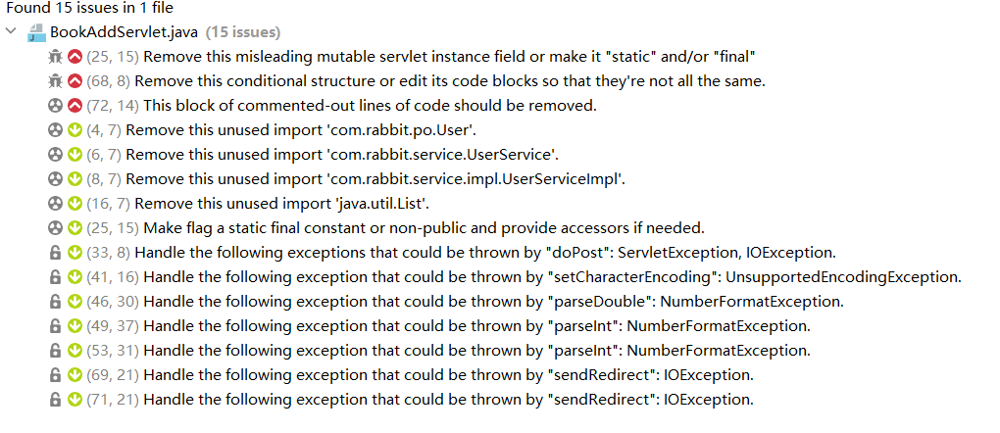 Found 15 issues in 1 file
BookAddServlet.java (15 issues)
(25, 15) Remove this misleading mutable servlet instance field or make it "static" and/or "final"
(68, 8) Remove this conditional structure or edit its code blocks so that they're not all the same.
(72, 14) This block of commented-out lines of code should be removed.
(4, 7) Remove this unused import 'com.rabbit.po.User'.
(6, 7) Remove this unused import 'com.rabbit.service.UserService'.
(8, 7) Remove this unused import 'com.rabbit.service.impl.UserServiceImpl'.
(16, 7) Remove this unused import 'java.util.List'.
(25, 15) Make flag a static final constant or non-public and provide accessors if needed.
(33, 8) Handle the following exceptions that could be thrown by "doPost": ServletException, IOException.
(41, 16) Handle the following exception that could be thrown by "setCharacterEncoding": UnsupportedEncodingException.
(46, 30) Handle the following exception that could be thrown by "parseDouble": NumberFormatException.
(49, 37) Handle the following exception that could be thrown by "parseInt": NumberFormatException.
(53, 31) Handle the following exception that could be thrown by "parseInt": NumberFormatException.
(69, 21) Handle the following exception that could be thrown by "sendRedirect": IOException.
(71, 21) Handle the following exception that could be thrown by "sendRedirect": IOException.